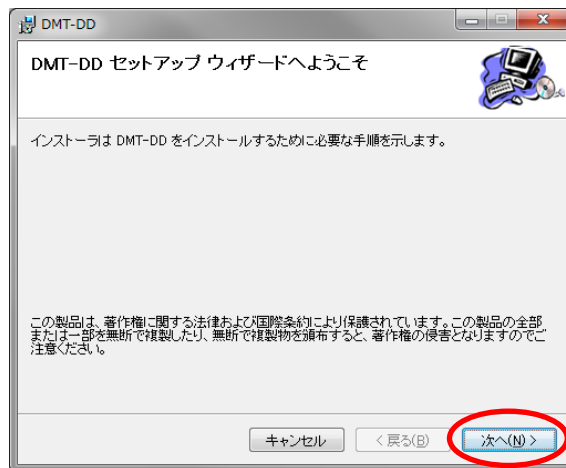 DMT-DD
DMT-DD セットアップ ウィザードへようこそ
インストーラは DMT-DD をインストールするために必要な手順を示します。
この製品は、著作権に関する法律および国際条約により保護されています。この製品の全部
または一部を無断で複製したり、無断で複製物を頒布すると、著作権の侵害となりますのでご
注意ください。
キャンセル
< 戻る(B)
次へ(N) >